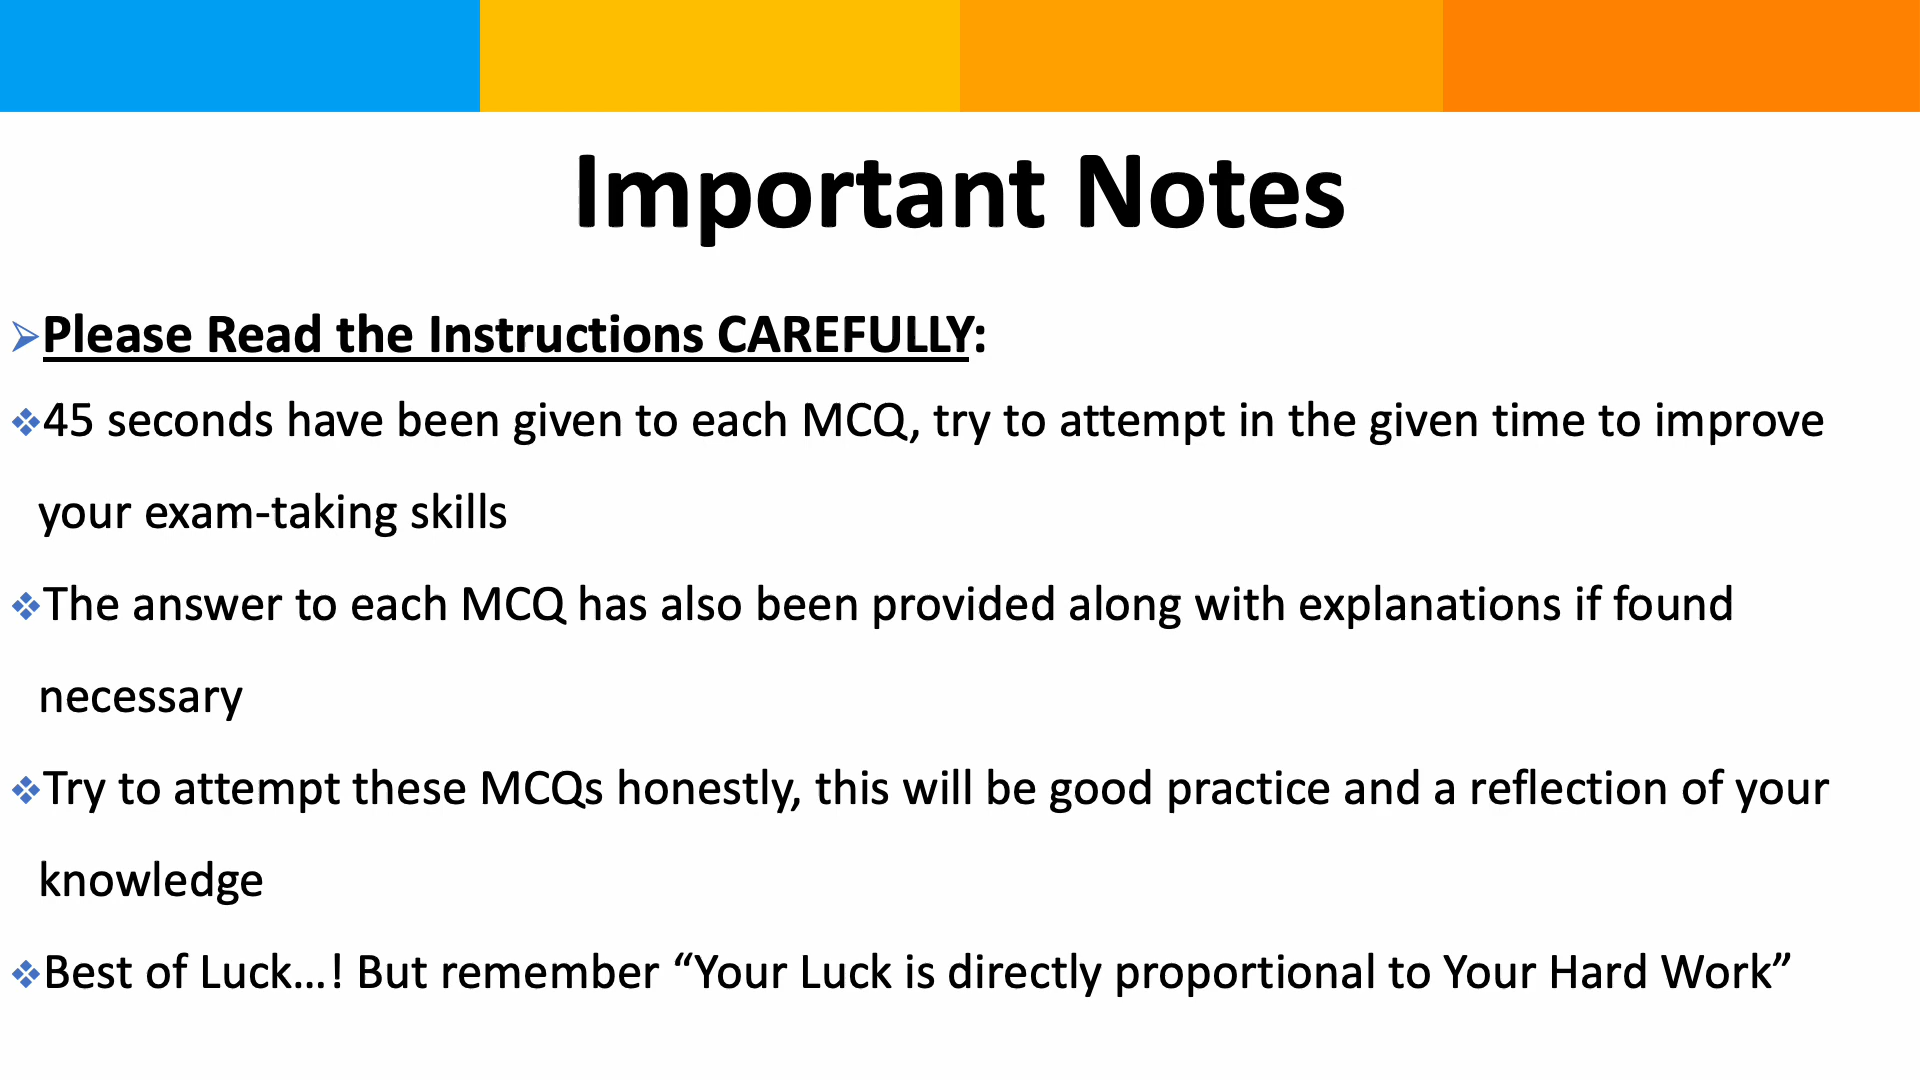 Important Notes
➢Please Read the Instructions CAREFULLY:
❖45 seconds have been given to each MCQ, try to attempt in the given time to improve
your exam-taking skills
❖The answer to each MCQ has also been provided along with explanations if found
necessary
❖Try to attempt these MCQs honestly, this will be good practice and a reflection of your
knowledge
❖Best of Luck…! But remember “Your Luck is directly proportional to Your Hard Work”